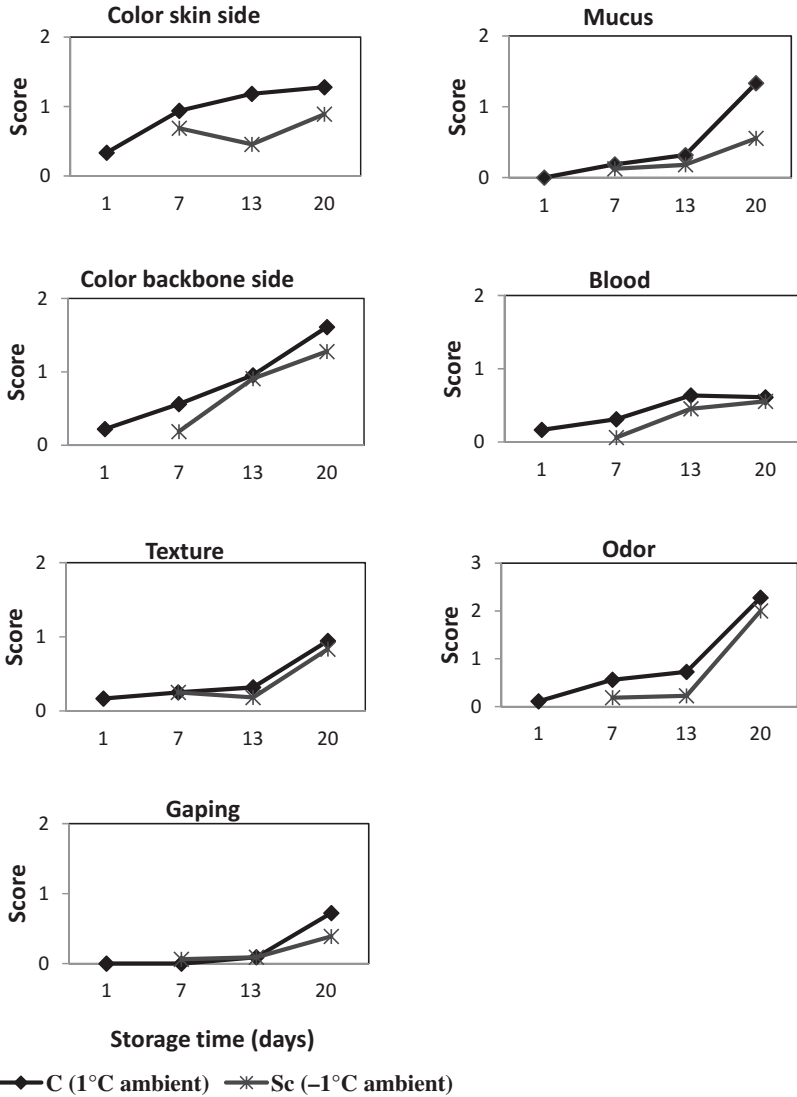 Color skin side
2
1
0
Score
1 7 13 20
Mucus
2
1
0
Score
1 7 13 20
Color backbone side
2
1
0
Score
1 7 13 20
Blood
2
1
0
Score
1 7 13 20
Texture
2
1
0
Score
1 7 13 20
Odor
3
2
1
0
Score
1 7 13 20
Gaping
2
1
0
Score
1 7 13 20
Storage time (days)
C (1°C ambient) Sc (−1°C ambient)